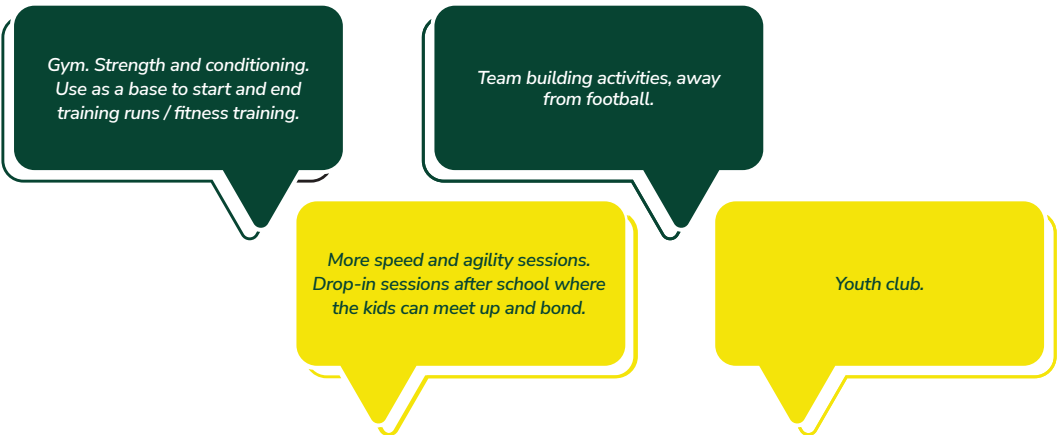 Gym. Strength and conditioning.
Use as a base to start and end
training runs / fitness training.
Team building activities, away
from football.
More speed and agility sessions.
Drop-in sessions after school where
the kids can meet up and bond.
Youth club.